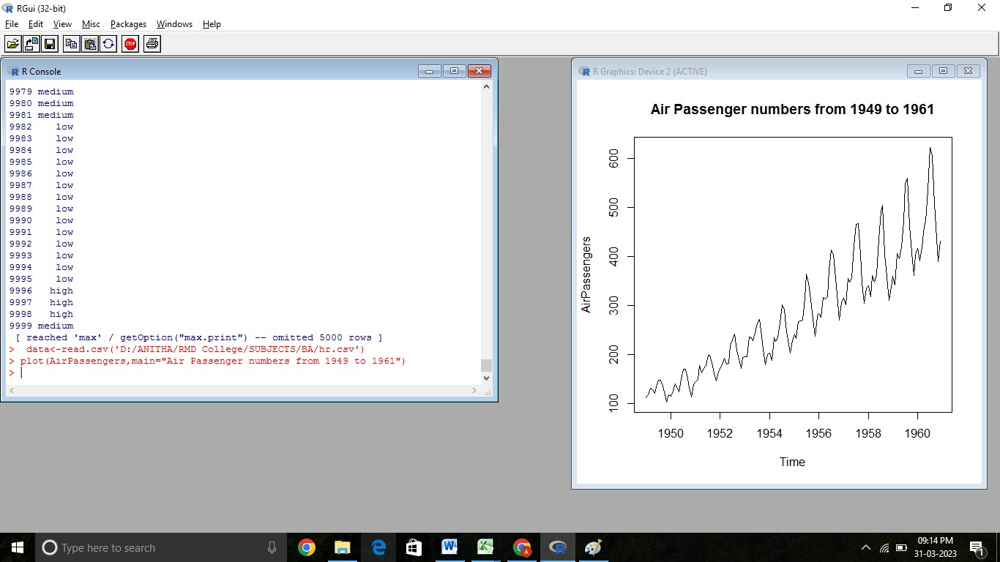 RGui (32-bit)
File Edit View Misc Packages Windows Help
STOP
R Console
9979 medium
9980 medium
9981 medium
9982 low
9983 low
9984 low
9985 low
9986 low
9987 low
9988 low
9989 low
9990 low
9991 low
9992 low
9993 low
9994 low
9995 low
9996 high
9997 high
9998 high
9999 medium
[ reached 'max' / getOption("max.print") -- omitted 5000 rows ]
> data<-read.csv('D:/ANITHA/RMD College/SUBJECTS/BA/hr.csv')
> plot(AirPassengers,main="Air Passenger numbers from 1949 to 1961")
>
R Graphics: Device 2 (ACTIVE)
Air Passenger numbers from 1949 to 1961
600
500
400
300
200
100
AirPassengers
1950 1952 1954 1956 1958 1960
Time
Type here to search
09:14 PM
31-03-2023
1